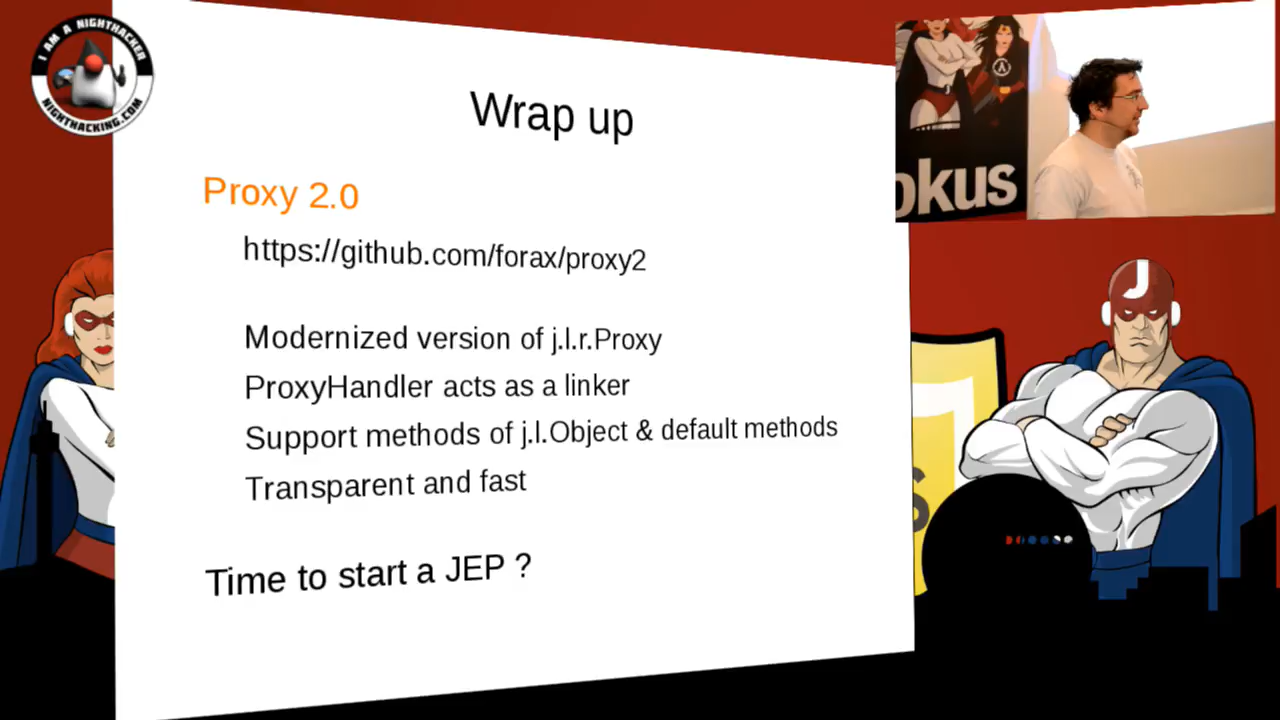 I AM A NIGHTHACKER
NIGHTHACKING.COM
Wrap up
Proxy 2.0
https://github.com/forax/proxy2
Modernized version of j.l.r.Proxy
ProxyHandler acts as a linker
Support methods of j.l.Object & default methods
Transparent and fast
Time to start a JEP ?
okus
J
S